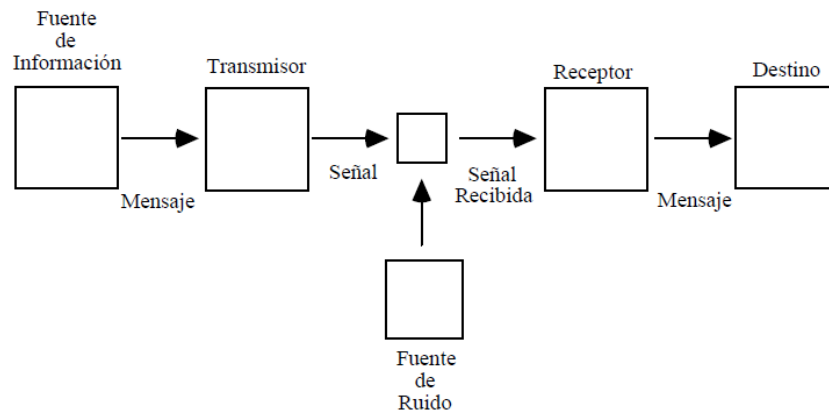 Fuente
de
Información
Transmisor
Receptor
Destino
Mensaje
Señal
Señal
Recibida
Mensaje
Fuente
de
Ruido